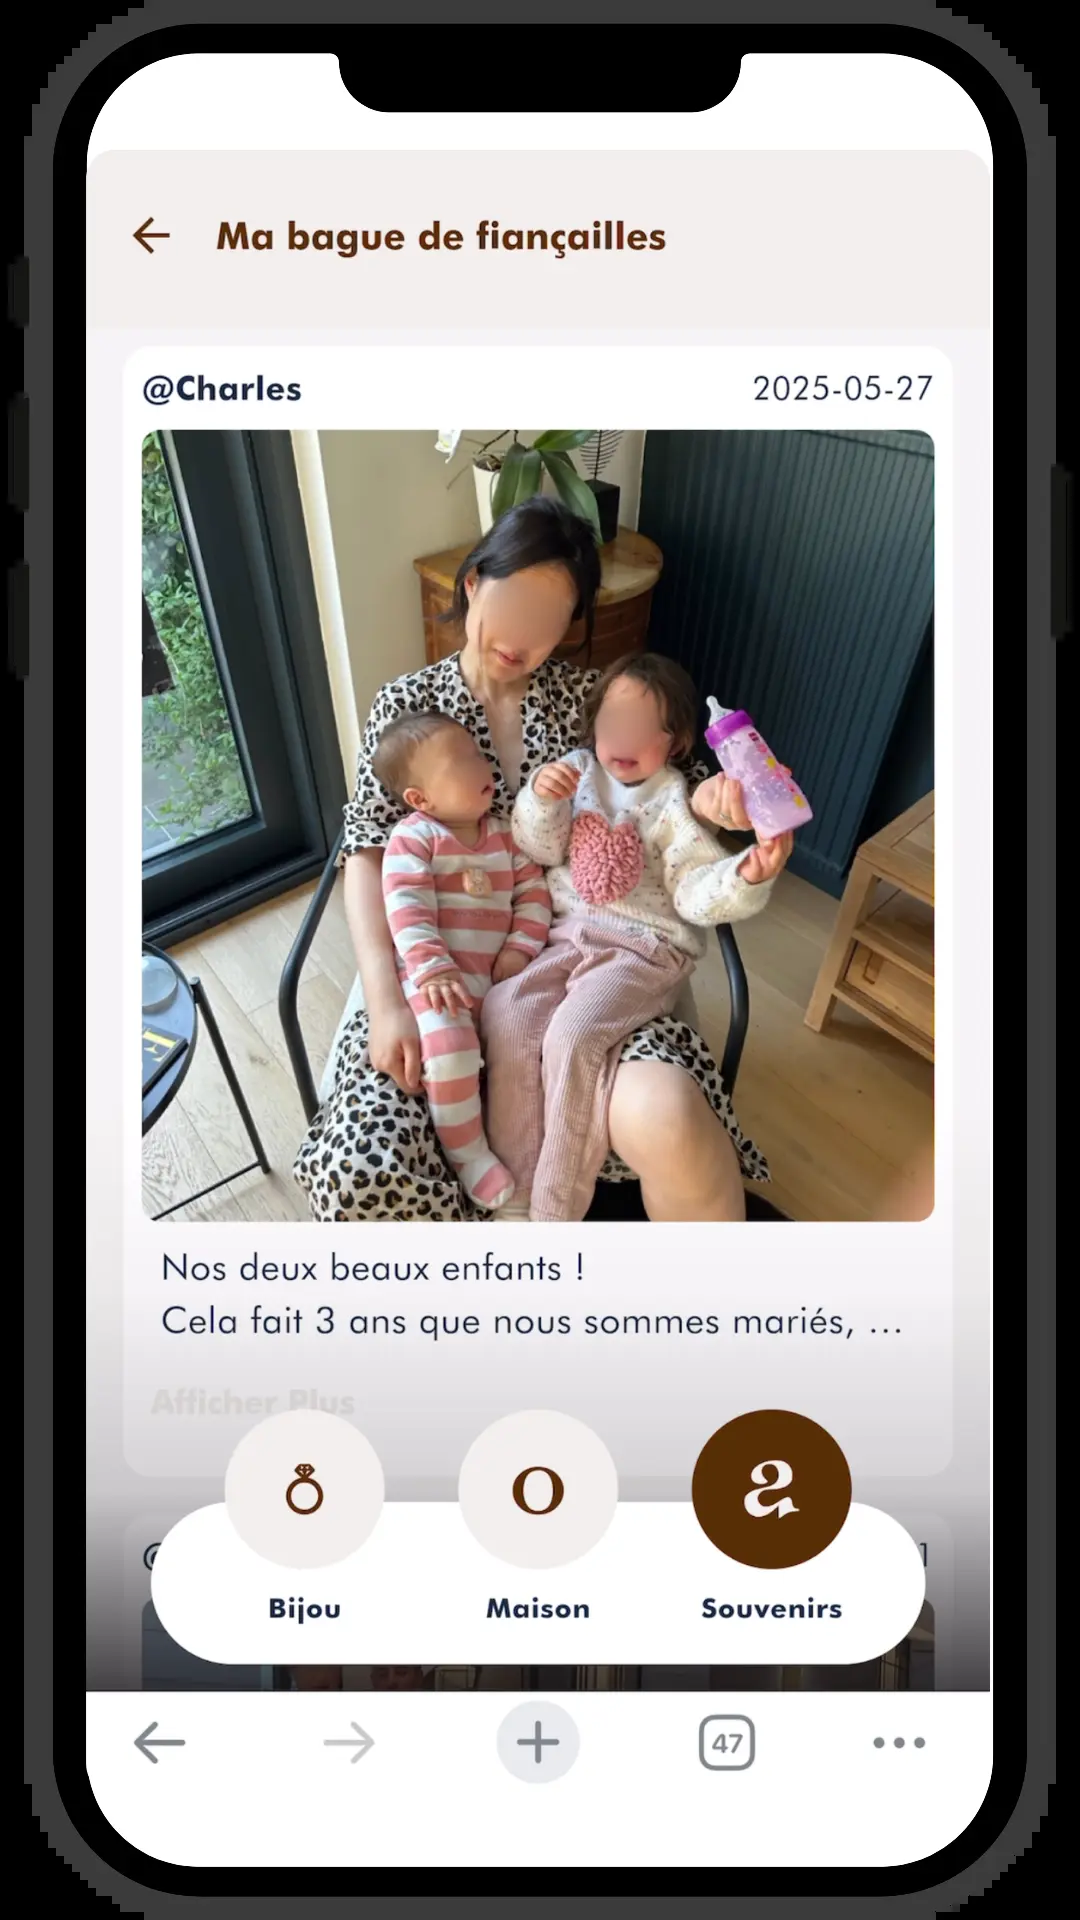 Ma bague de fiançailles
@Charles
2025-05-27
Nos deux beaux enfants !
Cela fait 3 ans que nous sommes mariés, ...
Afficher Plus
O
a
Bijou
Maison
Souvenirs
47